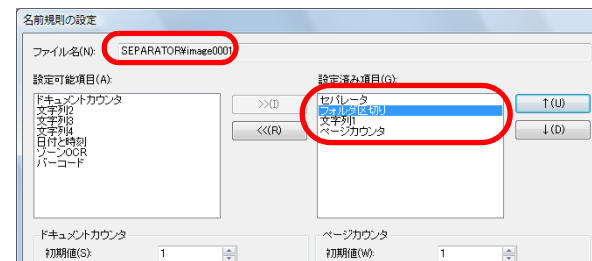 名前規則の設定
ファイル名(N): SEPARATOR¥image0001
設定可能項目(A): 設定済み項目(G):
ドキュメントカウンタ
文字列2
文字列3
文字列4
日付と時刻
ゾーンOCR
バーコード
>>(I)
<<(R)
セパレータ
フォルダ区切り
文字列1
ページカウンタ
↑(U)
↓(D)
ドキュメントカウンタ
初期値(S): 1
ページカウンタ
初期値(W): 1